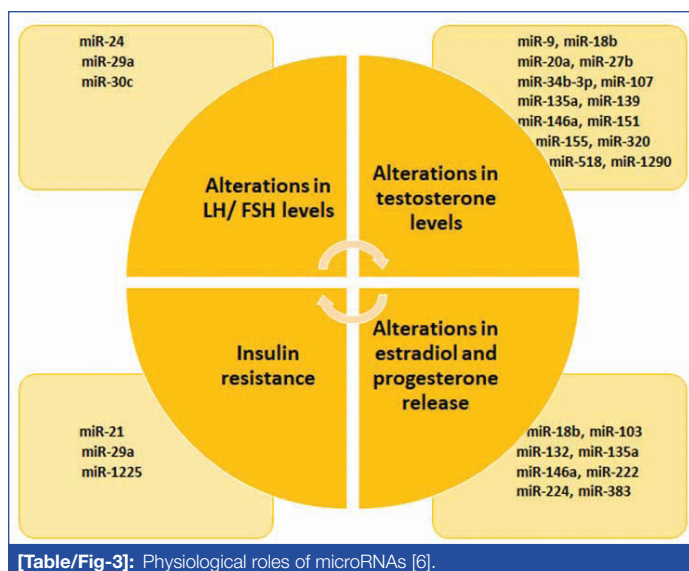 miR-24
miR-29a
miR-30c
Alterations in
LH/ FSH levels
miR-9, miR-18b
miR-20a, miR-27b
miR-34b-3p, miR-107
miR-135a, miR-139
miR-146a, miR-151
miR-155, miR-320
miR-518, miR-1290
Alterations in
testosterone
levels
Insulin
resistance
miR-21
miR-29a
miR-1225
Alterations in
estradiol and
progesterone
release
miR-18b, miR-103
miR-132, miR-135a
miR-146a, miR-222
miR-224, miR-383
[Table/Fig-3]: Physiological roles of microRNAs [6].